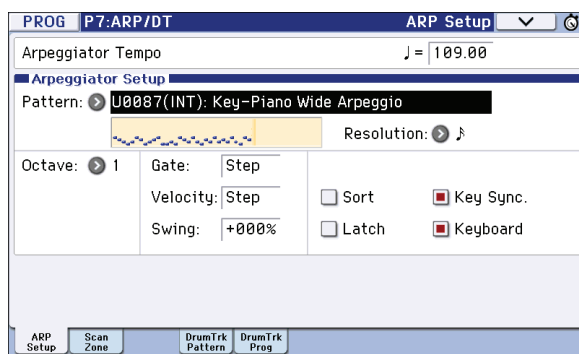 PROG P7:ARP/DT ARP Setup
Arpeggiator Tempo ♩= 109.00
Arpeggiator Setup
Pattern: U0087(INT): Key-Piano Wide Arpeggio
Resolution: ♪
Octave: 1 Gate: Step
Velocity: Step Sort Key Sync.
Swing: +000% Latch Keyboard
ARP Setup Scan Zone DrumTrk Pattern DrumTrk Prog